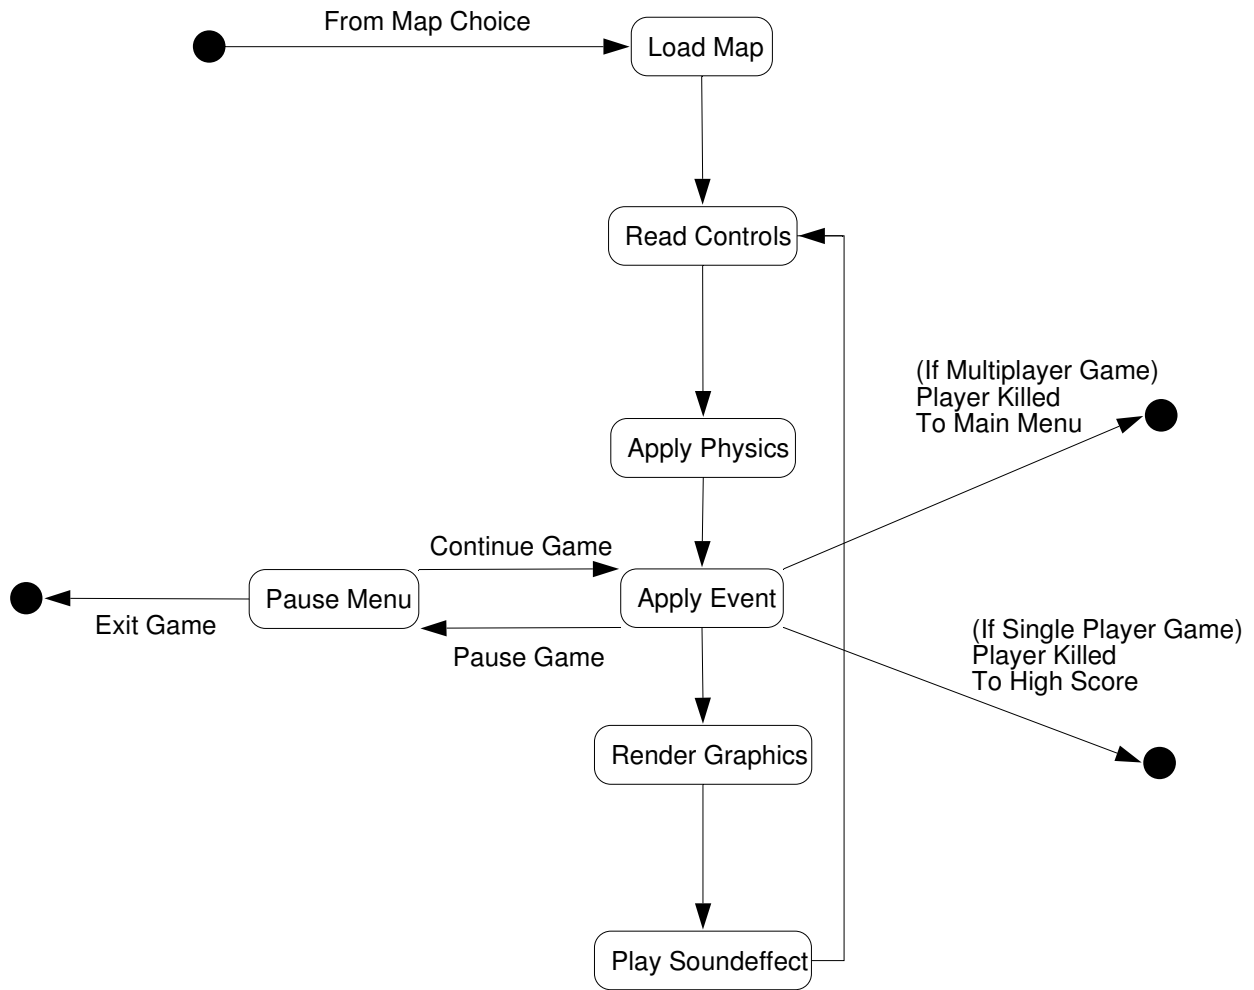 From Map Choice
Load Map
Read Controls
(If Multiplayer Game)
Player Killed
To Main Menu
Apply Physics
Continue Game
Pause Menu
Apply Event
Exit Game
Pause Game
(If Single Player Game)
Player Killed
To High Score
Render Graphics
Play Soundeffect